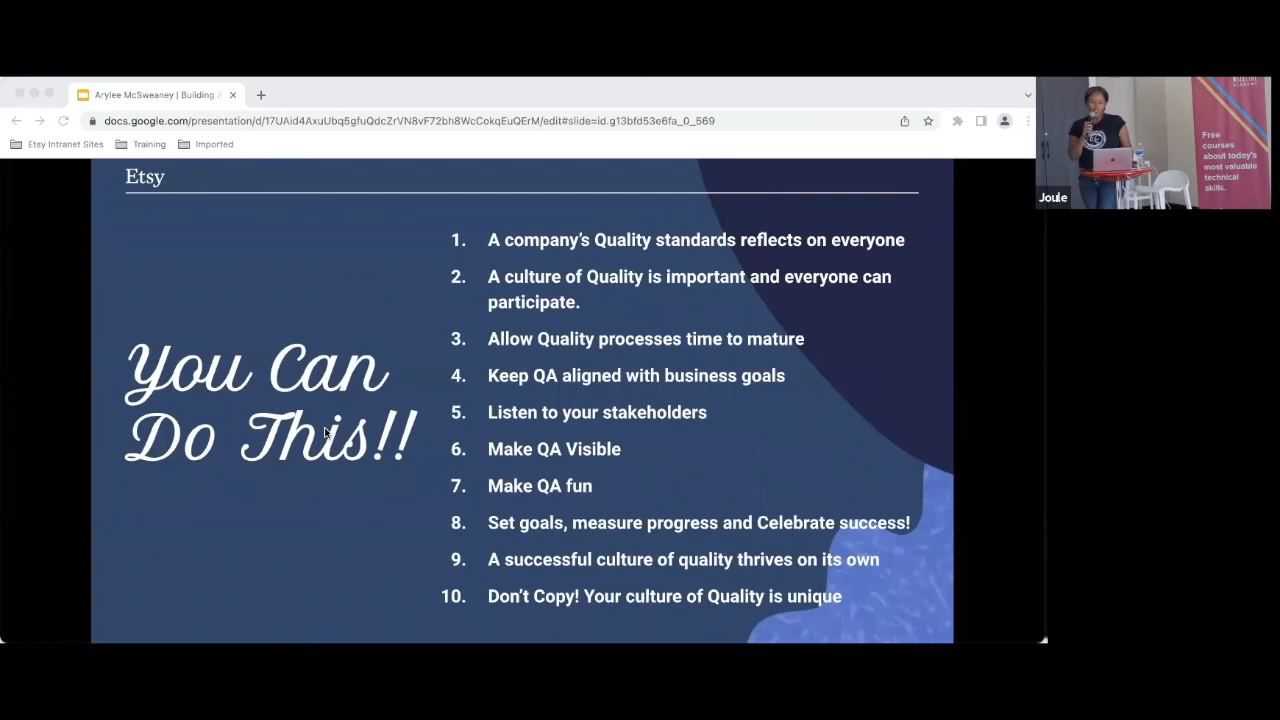 Arylee McSweaney | Building A
docs.google.com/presentation/d/17UAid4AxuUbq5gfuQdcZrVN8vF72bh8WcCokqEuQErM/edit#slide=id.g13bfd53e6fa_0_569
Etsy Intranet Sites
Training
Imported
Etsy
You Can
Do This!!
1. A company's Quality standards reflects on everyone
2. A culture of Quality is important and everyone can
participate.
3. Allow Quality processes time to mature
4. Keep QA aligned with business goals
5. Listen to your stakeholders
6. Make QA Visible
7. Make QA fun
8. Set goals, measure progress and Celebrate success!
9. A successful culture of quality thrives on its own
10. Don't Copy! Your culture of Quality is unique
ACADEMY
Free
courses
about today's
most valuable
technical
skills.
Joule